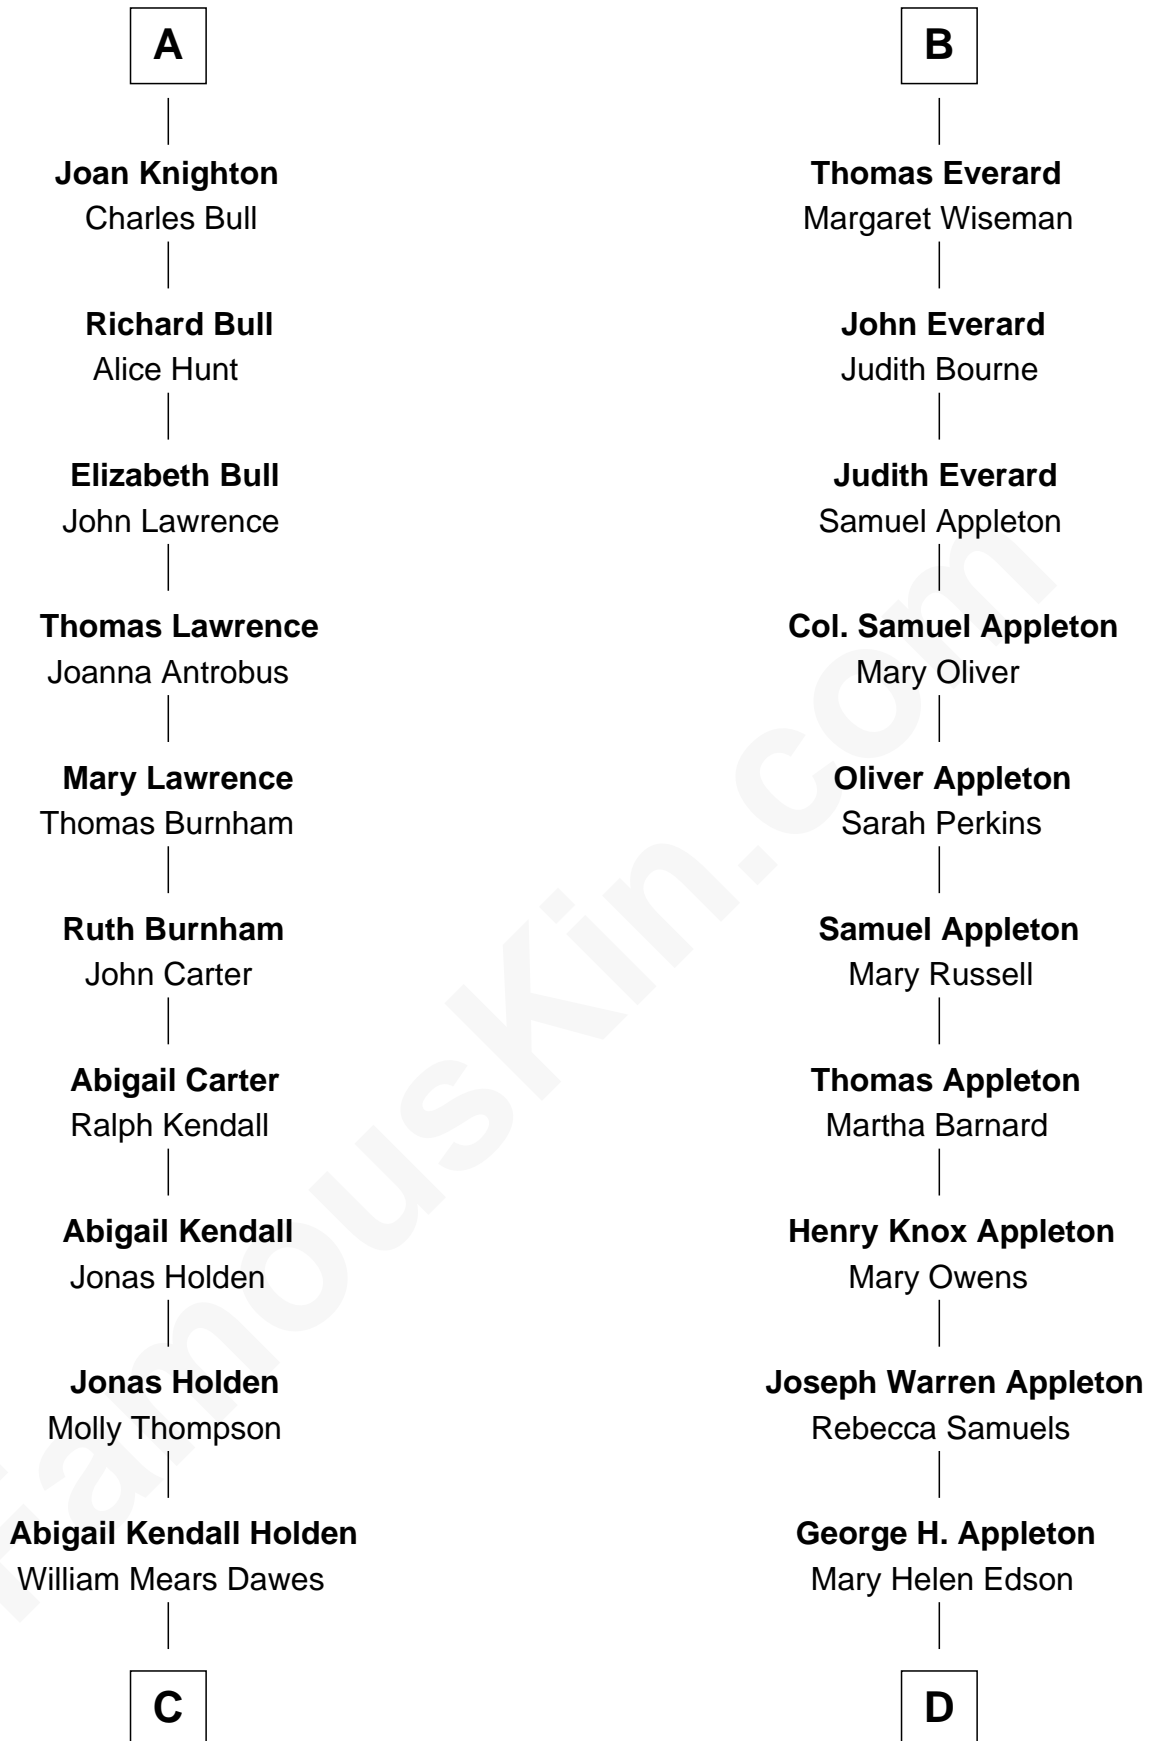 A
Joan Knighton
Charles Bull
Richard Bull
Alice Hunt
Elizabeth Bull
John Lawrence
Thomas Lawrence
Joanna Antrobus
Mary Lawrence
Thomas Burnham
Ruth Burnham
John Carter
Abigail Carter
Ralph Kendall
Abigail Kendall
Jonas Holden
Jonas Holden
Molly Thompson
Abigail Kendall Holden
William Mears Dawes
C
B
Thomas Everard
Margaret Wiseman
John Everard
Judith Bourne
Judith Everard
Samuel Appleton
Col. Samuel Appleton
Mary Oliver
Oliver Appleton
Sarah Perkins
Samuel Appleton
Mary Russell
Thomas Appleton
Martha Barnard
Henry Knox Appleton
Mary Owens
Joseph Warren Appleton
Rebecca Samuels
George H. Appleton
Mary Helen Edson
D
FamousKin.com